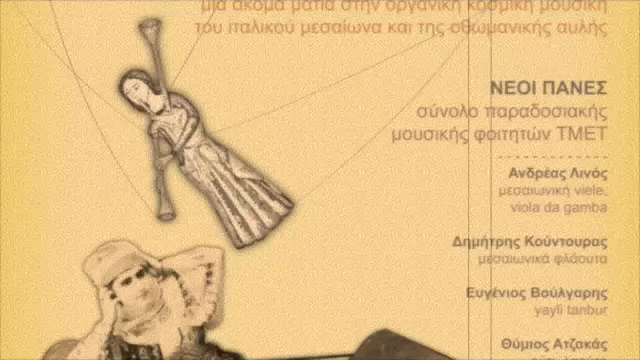 μια ακόμα ματιά στην οργανική κοσμική μουσική
του ιταλικού μεσαίωνα και της οθωμανικής αυλής
ΝΕΟΙ ΠΑΝΕΣ
σύνολο παραδοσιακής
μουσικής φοιτητών ΤΜΕΤ
Ανδρέας Λινός
μεσαιωνική viele,
viola da gamba
Δημήτρης Κούντουρας
μεσαιωνικά φλάουτα
Ευγένιος Βούλγαρης
yayli tanbur
Θύμιος Ατζακάς